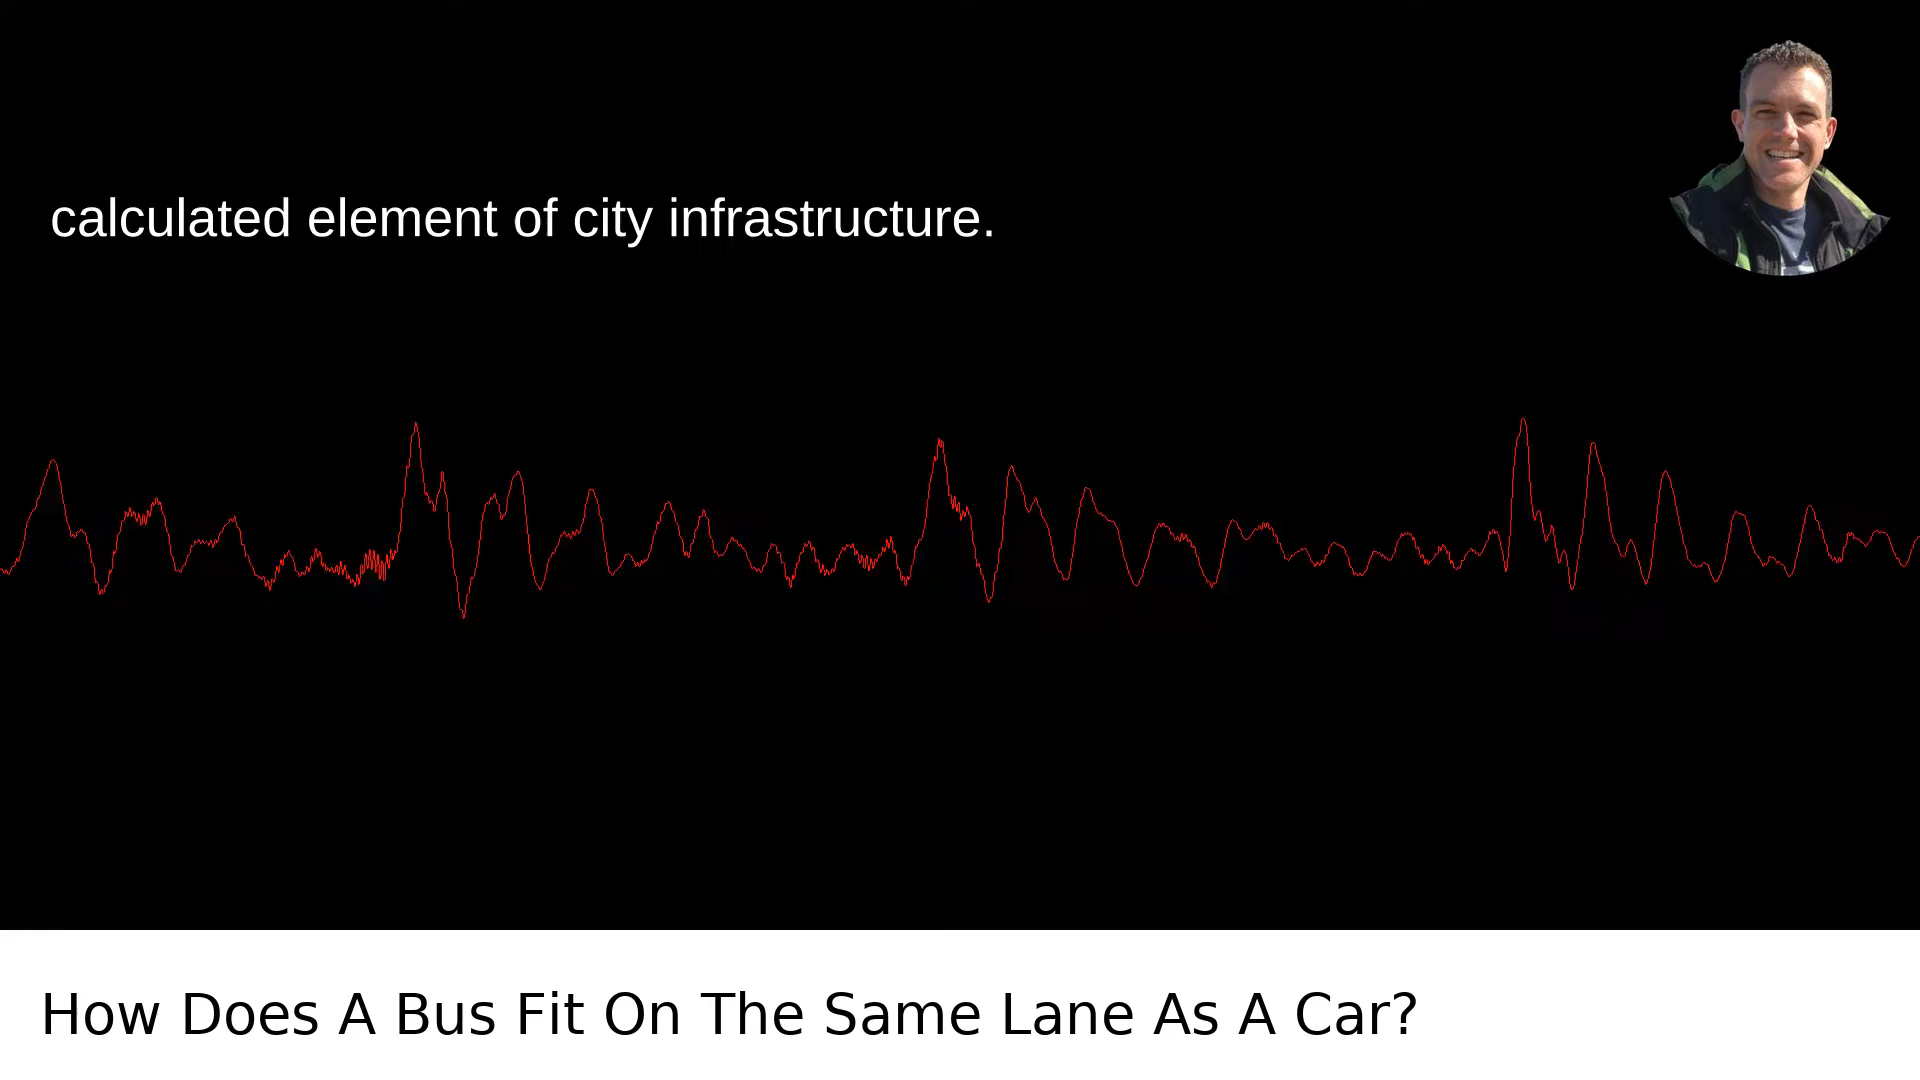 calculated element of city infrastructure.
How Does A Bus Fit On The Same Lane As A Car?